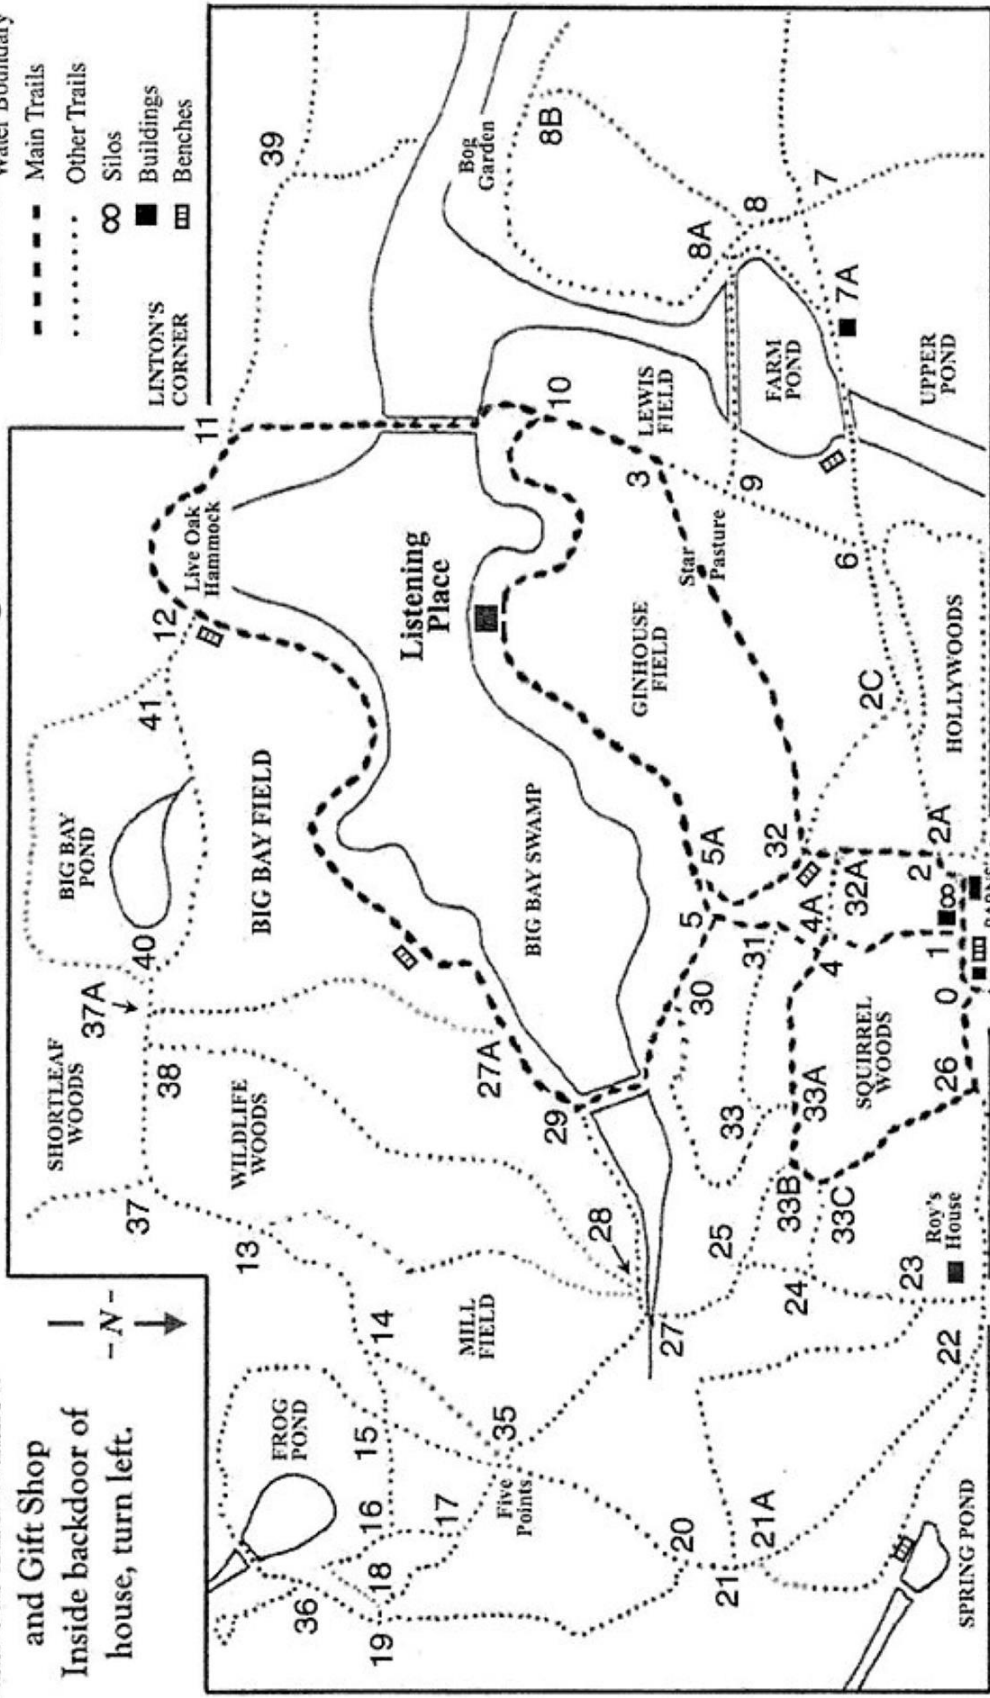 and Gift Shop
Inside backdoor of
house, turn left.
- N -
Main Trails
Other Trails
Silos
Buildings
Benches
LINTON'S
CORNER
39
11
Live Oak
Hammock
12
41
BIG BAY
POND
40
37A
SHORTLEAF
WOODS
38
37
WILDLIFE
WOODS
13
BIG BAY FIELD
27A
29
28
14
MILL
FIELD
FROG
POND
15
16
17
18
19
36
35
Five
Points
27
20
21
21A
22
23
24
25
SPRING POND
Roy's
House
Bog
Garden
8B
8A
8
7
7A
10
LEWIS
FIELD
FARM
POND
UPPER
POND
3
9
6
Star
Pasture
Listening
Place
GINHOUSE
FIELD
2C
HOLLYWOODS
BIG BAY SWAMP
5A
5
32
32A
2A
2
4A
4
31
30
1
0
33
33A
33B
33C
SQUIRREL
WOODS
26